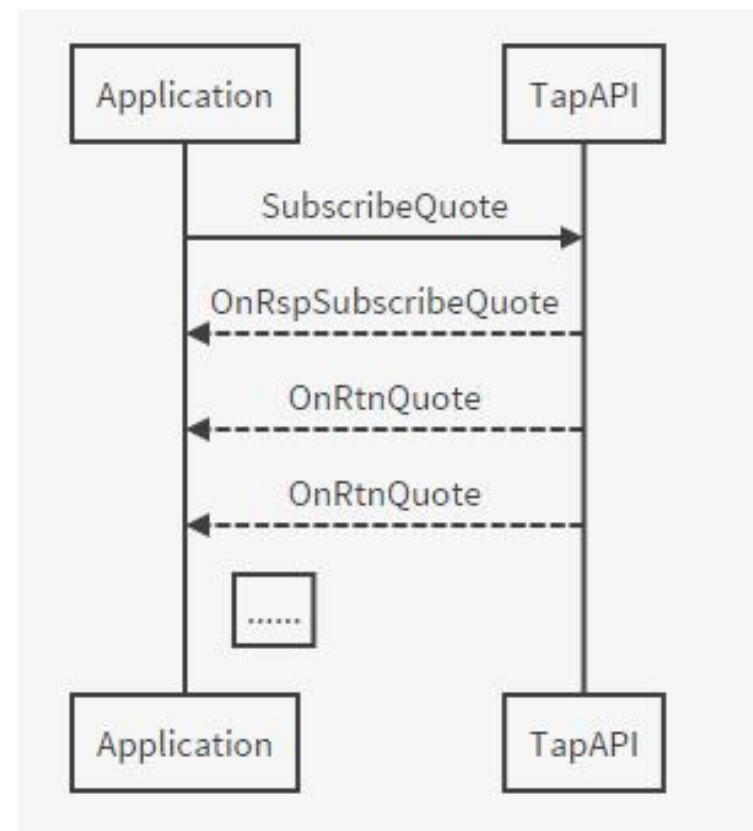 Application
TapAPI
SubscribeQuote
OnRspSubscribeQuote
OnRtnQuote
OnRtnQuote
......
Application
TapAPI